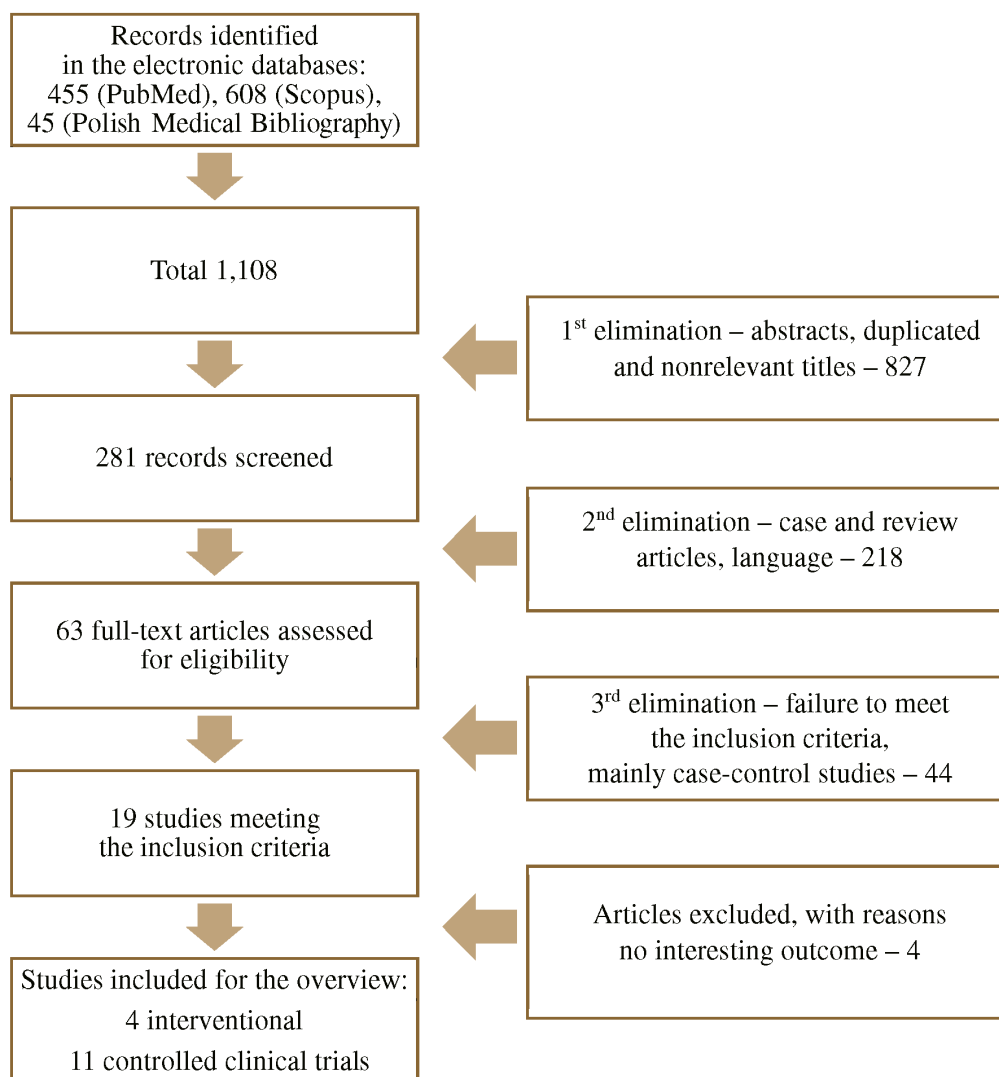 Records identified
in the electronic databases:
455 (PubMed), 608 (Scopus),
45 (Polish Medical Bibliography)
Total 1,108
1st elimination – abstracts, duplicated
and nonrelevant titles – 827
281 records screened
2nd elimination – case and review
articles, language – 218
63 full-text articles assessed
for eligibility
3rd elimination – failure to meet
the inclusion criteria,
mainly case-control studies – 44
19 studies meeting
the inclusion criteria
Articles excluded, with reasons
no interesting outcome – 4
Studies included for the overview:
4 interventional
11 controlled clinical trials